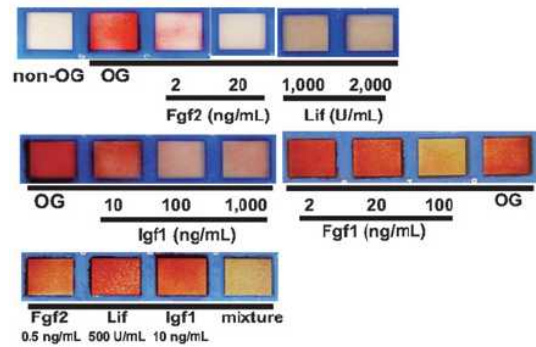 non-OG OG
2 20 1,000 2,000
Fgf2 (ng/mL) Lif (U/mL)
OG 10 100 1,000
Igf1 (ng/mL)
2 20 100 OG
Fgf1 (ng/mL)
Fgf2 Lif Igf1 mixture
0.5 ng/mL 500 U/mL 10 ng/mL